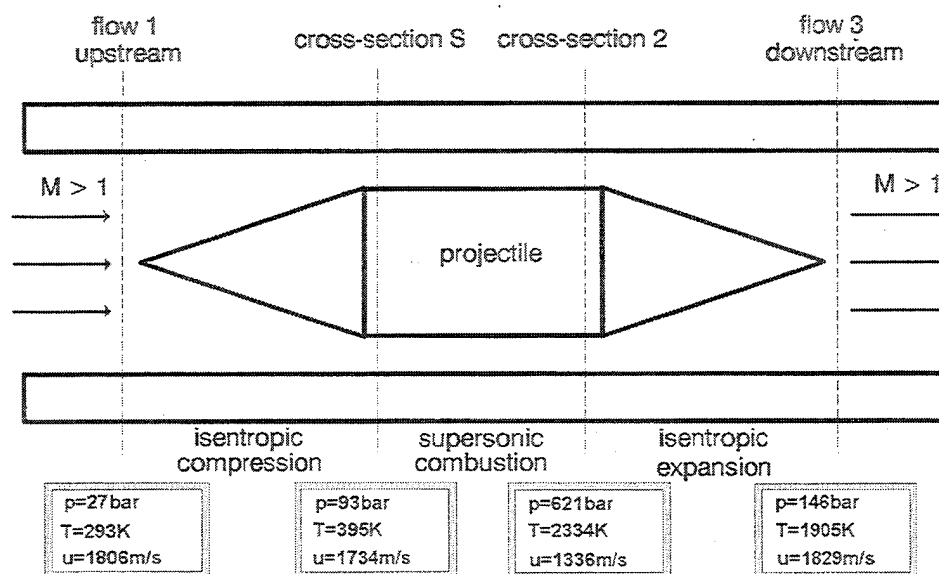 flow 1
upstream
cross-section S
cross-section 2
flow 3
downstream
M > 1
M > 1
projectile
isentropic
compression
supersonic
combustion
isentropic
expansion
p=27bar
T=293K
u=1806m/s
p=93bar
T=395K
u=1734m/s
p=621bar
T=2334K
u=1336m/s
p=146bar
T=1905K
u=1829m/s